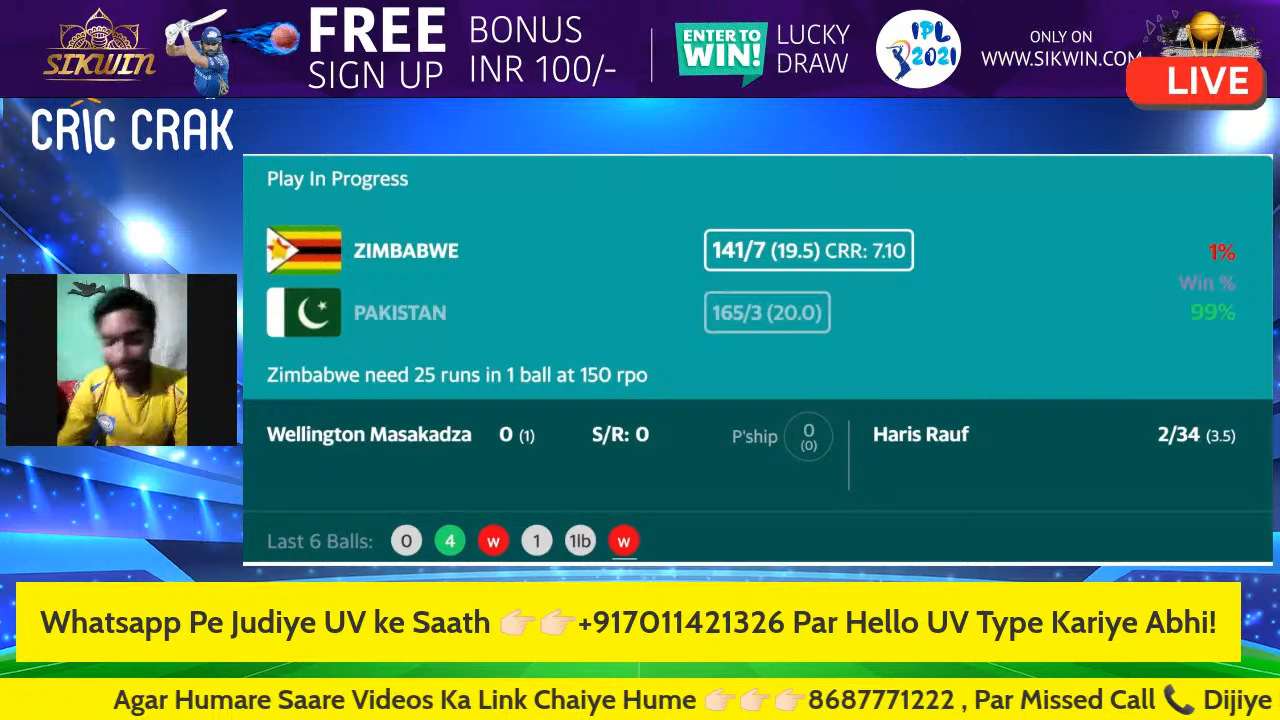 SIKWIN
FREE
SIGN UP
BONUS
INR 100/-
ENTER TO
WIN!
LUCKY
DRAW
IPL
2021
ONLY ON
WWW.SIKWIN.COM
LIVE
CRIC CRAK
Play In Progress
ZIMBABWE 141/7 (19.5) CRR: 7.10 1%
Win %
PAKISTAN 165/3 (20.0) 99%
Zimbabwe need 25 runs in 1 ball at 150 rpo
Wellington Masakadza 0 (1) S/R: 0 P'ship 0 (0) Haris Rauf 2/34 (3.5)
Last 6 Balls: 0 4 w 1 1lb w
Whatsapp Pe Judiye UV ke Saath 👉🏻👉🏻+917011421326 Par Hello UV Type Kariye Abhi!
Agar Humare Saare Videos Ka Link Chaiye Hume 👉🏻👉🏻👉🏻8687771222 , Par Missed Call 📞 Dijiye